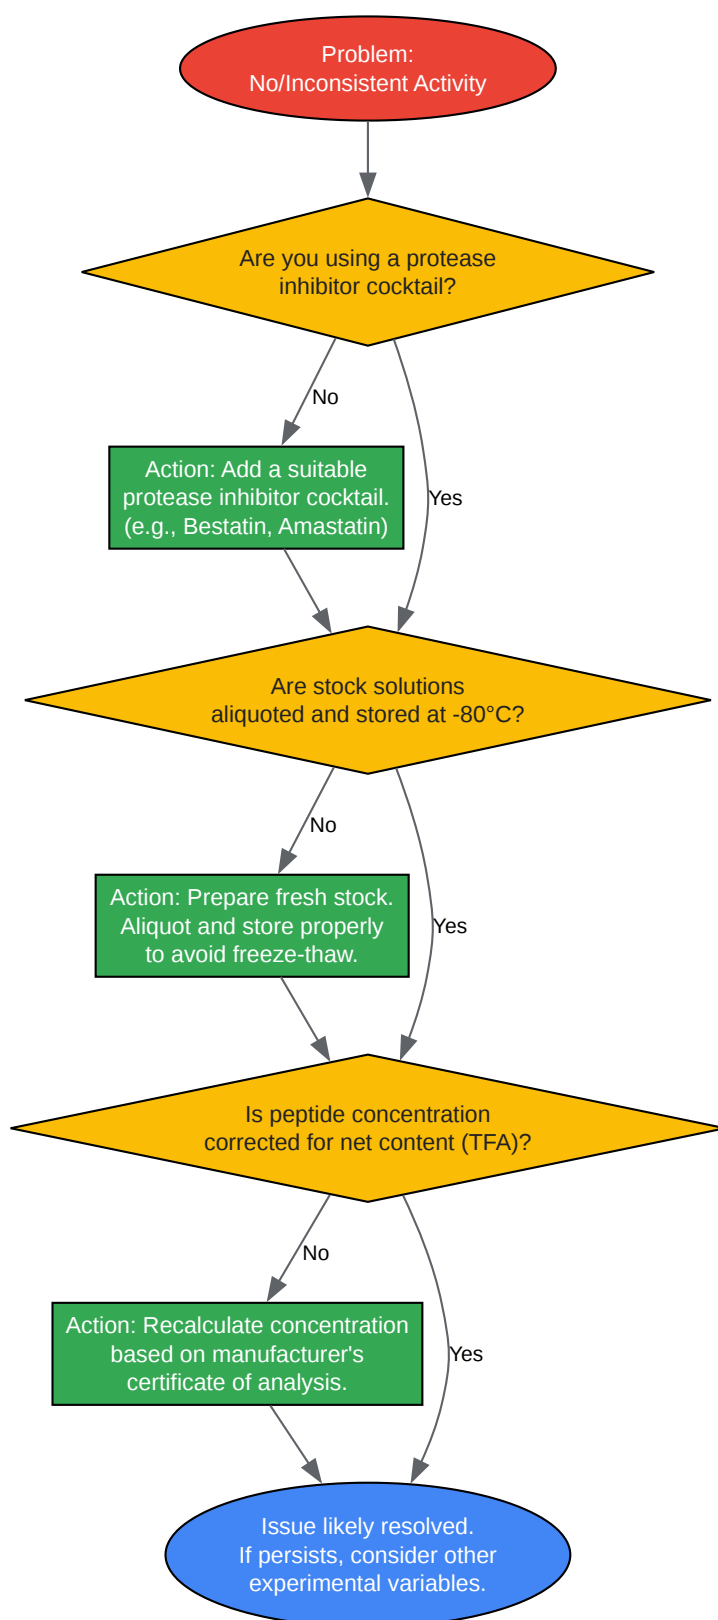 Problem:
No/Inconsistent Activity
Are you using a protease
inhibitor cocktail?
No
Action: Add a suitable
protease inhibitor cocktail.
(e.g., Bestatin, Amastatin)
Yes
Are stock solutions
aliquoted and stored at -80°C?
No
Action: Prepare fresh stock.
Aliquot and store properly
to avoid freeze-thaw.
Yes
Is peptide concentration
corrected for net content (TFA)?
No
Action: Recalculate concentration
based on manufacturer's
certificate of analysis.
Yes
Issue likely resolved.
If persists, consider other
experimental variables.